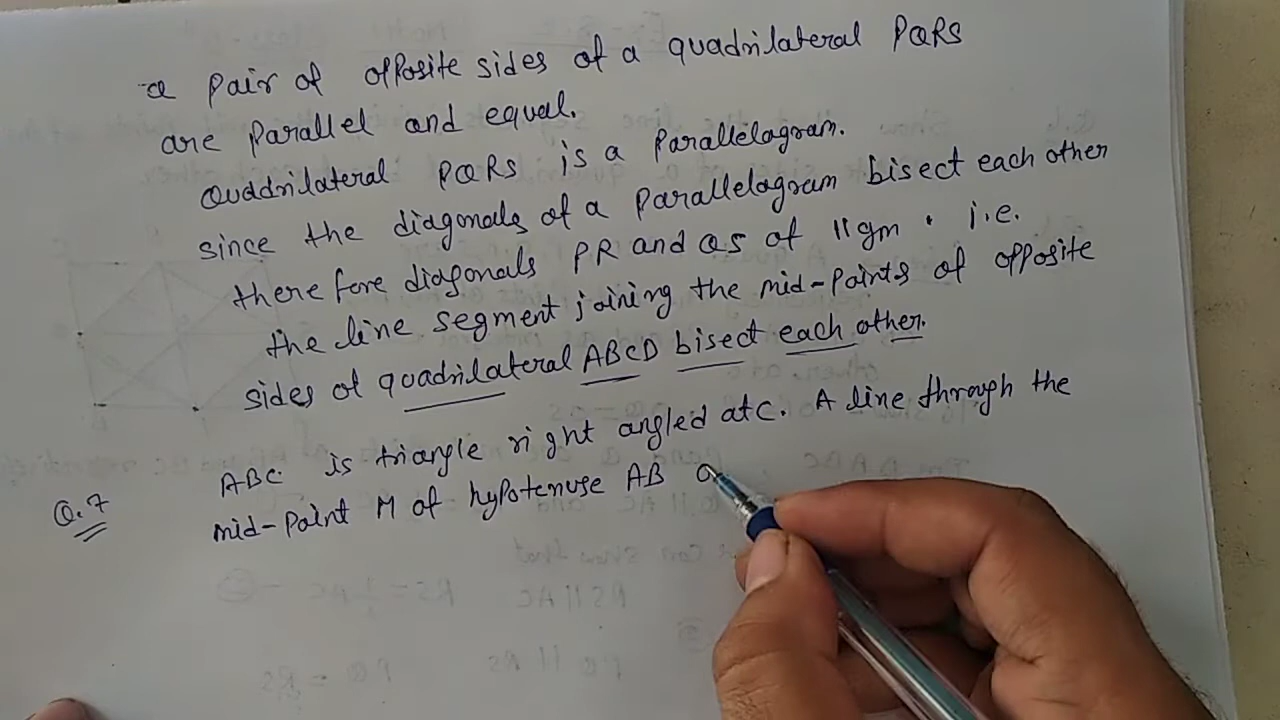 a pair of opposite sides of a quadrilateral PQRS
are parallel and equal.
Quadrilateral PQRS is a Parallelagram.
since the diagonals of a parallelagram bisect each other
therefore diagonals PR and QS of ||gm . i.e.
the line segment joining the mid-points of opposite
sides of quadrilateral ABCD bisect each other.
Q.7 ABC is triangle right angled at C. A line through the
mid-point M of hypotenuse AB a